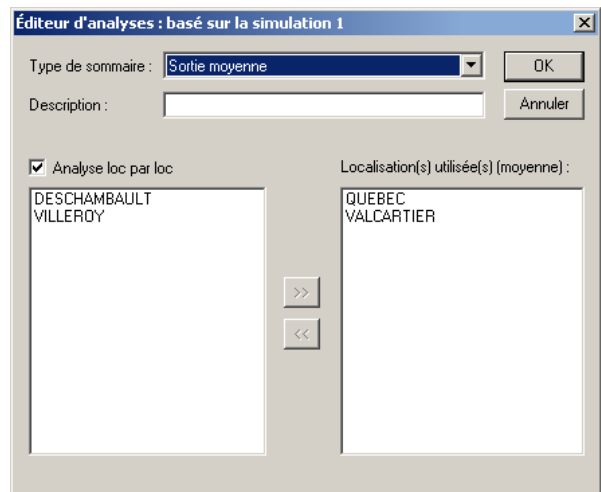 Éditeur d'analyses : basé sur la simulation 1
Type de sommaire : Sortie moyenne OK
Description : Annuler
Analyse loc par loc Localisation(s) utilisée(s) (moyenne) :
DESCHAMBAULT
VILLEROY
QUEBEC
VALCARTIER
>>
<<